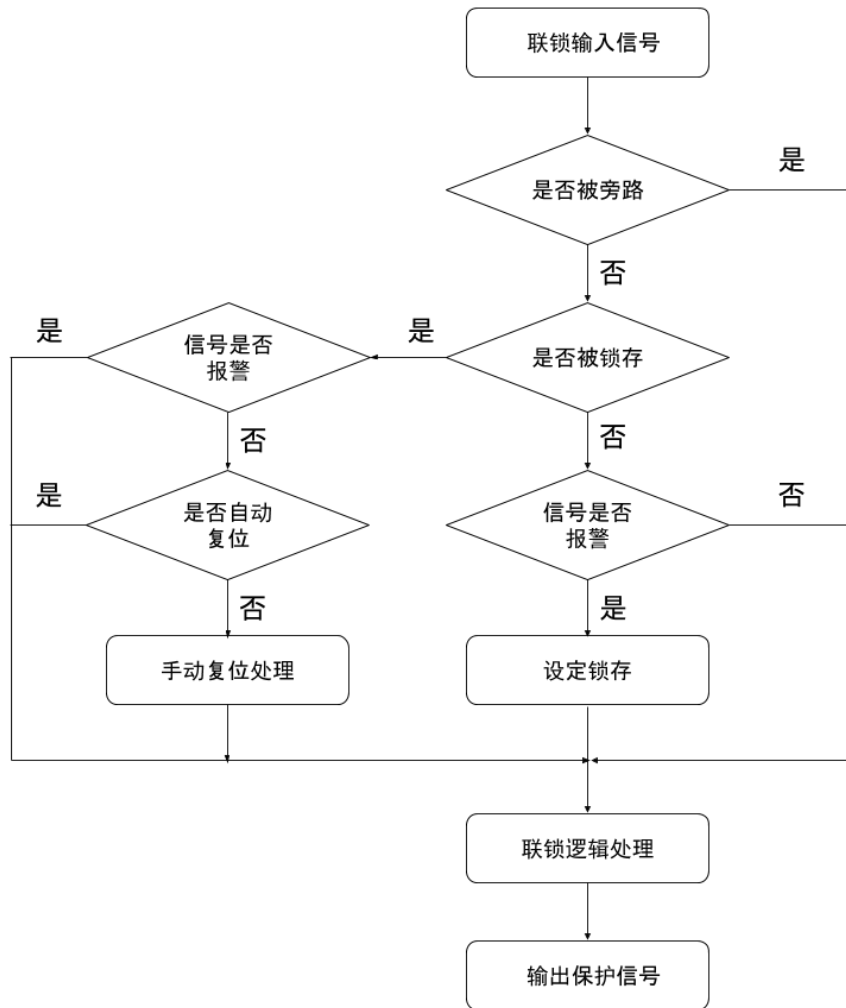 联锁输入信号
是否被旁路
是
否
是
信号是否
报警
是
是否被锁存
否
否
是
是否自动
复位
信号是否
报警
否
否
是
手动复位处理
设定锁存
联锁逻辑处理
输出保护信号